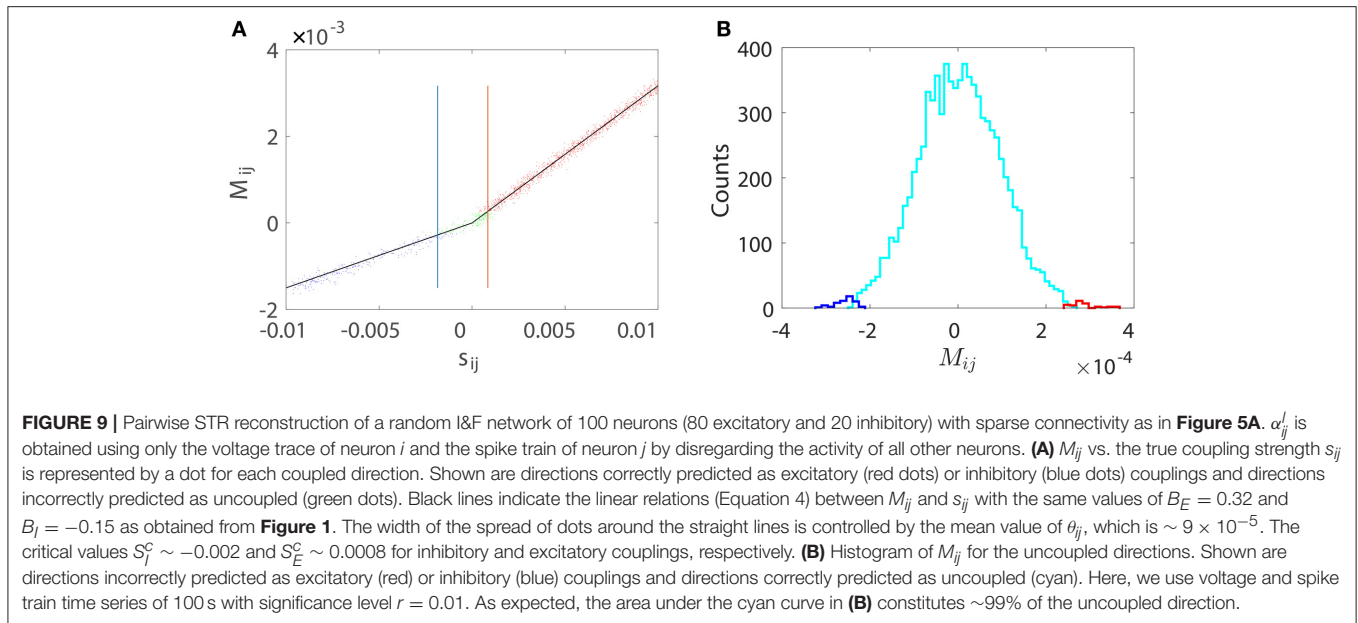 A
×10⁻³
4
2
0
-2
M_ij
-0.01 -0.005 0 0.005 0.01
s_ij
B
400
300
200
100
0
Counts
-4 -2 0 2 4
M_ij
×10⁻⁴
FIGURE 9 | Pairwise STR reconstruction of a random I&F network of 100 neurons (80 excitatory and 20 inhibitory) with sparse connectivity as in Figure 5A. α^l_ij is
obtained using only the voltage trace of neuron i and the spike train of neuron j by disregarding the activity of all other neurons. (A) M_ij vs. the true coupling strength s_ij
is represented by a dot for each coupled direction. Shown are directions correctly predicted as excitatory (red dots) or inhibitory (blue dots) couplings and directions
incorrectly predicted as uncoupled (green dots). Black lines indicate the linear relations (Equation 4) between M_ij and s_ij with the same values of B_E = 0.32 and
B_I = −0.15 as obtained from Figure 1. The width of the spread of dots around the straight lines is controlled by the mean value of θ_ij, which is ~ 9 × 10⁻⁵. The
critical values S^c_I ~ −0.002 and S^c_E ~ 0.0008 for inhibitory and excitatory couplings, respectively. (B) Histogram of M_ij for the uncoupled directions. Shown are
directions incorrectly predicted as excitatory (red) or inhibitory (blue) couplings and directions correctly predicted as uncoupled (cyan). Here, we use voltage and spike
train time series of 100 s with significance level r = 0.01. As expected, the area under the cyan curve in (B) constitutes ~99% of the uncoupled direction.